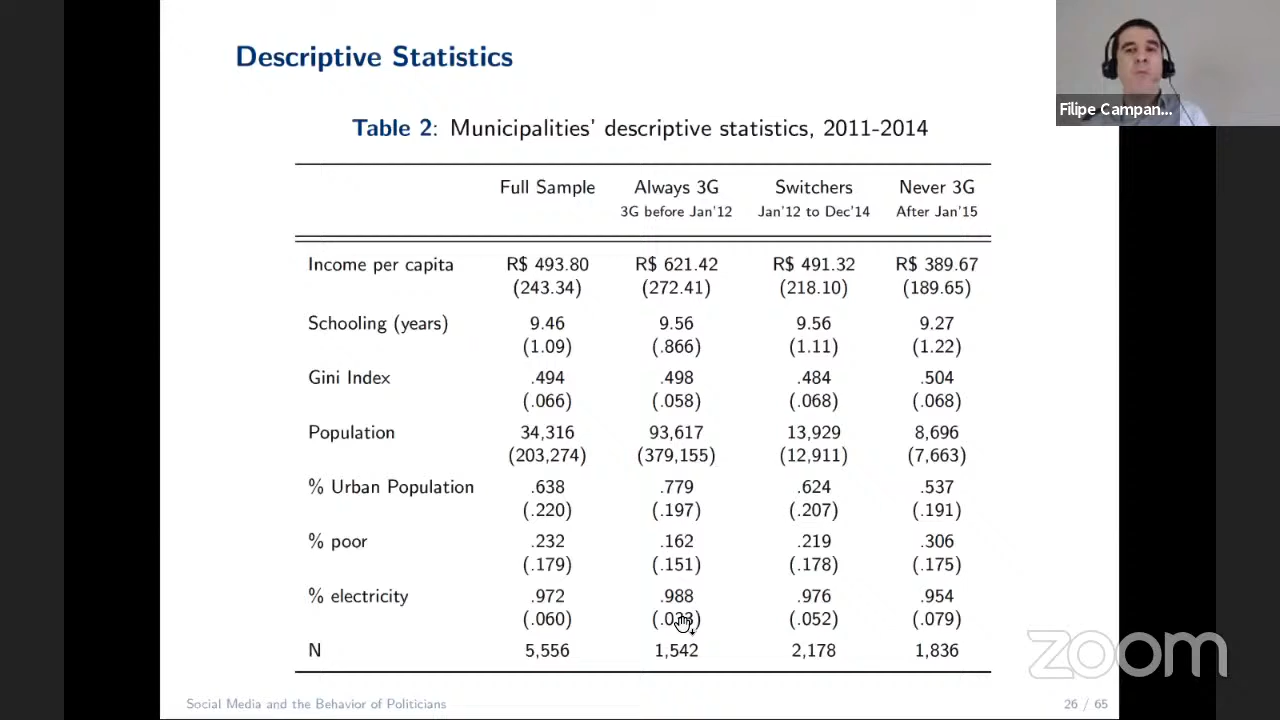 Descriptive Statistics
Filipe Campan...
Table 2: Municipalities' descriptive statistics, 2011-2014
Full Sample Always 3G Switchers Never 3G
3G before Jan'12 Jan'12 to Dec'14 After Jan'15
Income per capita R$ 493.80 R$ 621.42 R$ 491.32 R$ 389.67
(243.34) (272.41) (218.10) (189.65)
Schooling (years) 9.46 9.56 9.56 9.27
(1.09) (.866) (1.11) (1.22)
Gini Index .494 .498 .484 .504
(.066) (.058) (.068) (.068)
Population 34,316 93,617 13,929 8,696
(203,274) (379,155) (12,911) (7,663)
% Urban Population .638 .779 .624 .537
(.220) (.197) (.207) (.191)
% poor .232 .162 .219 .306
(.179) (.151) (.178) (.175)
% electricity .972 .988 .976 .954
(.060) (.052) (.079)
N 5,556 1,542 2,178 1,836
zoom
Social Media and the Behavior of Politicians 26 / 65